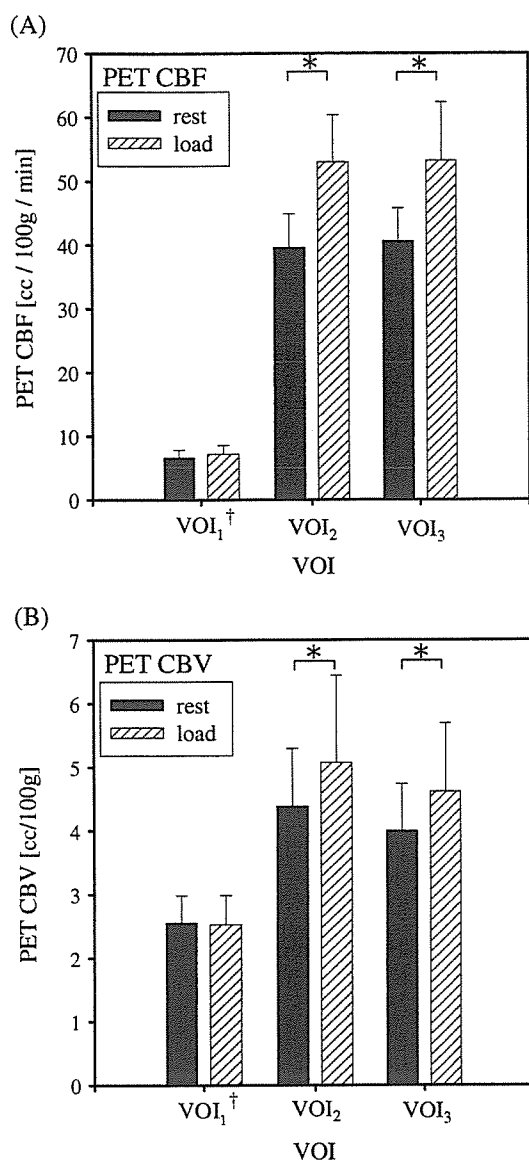 (A)
70
60
50
40
30
20
10
0
PET CBF [cc / 100g / min]
PET CBF
rest
load
*
*
VOI₁†
VOI₂
VOI₃
VOI
(B)
7
6
5
4
3
2
1
0
PET CBV [cc/100g]
PET CBV
rest
load
*
*
VOI₁†
VOI₂
VOI₃
VOI